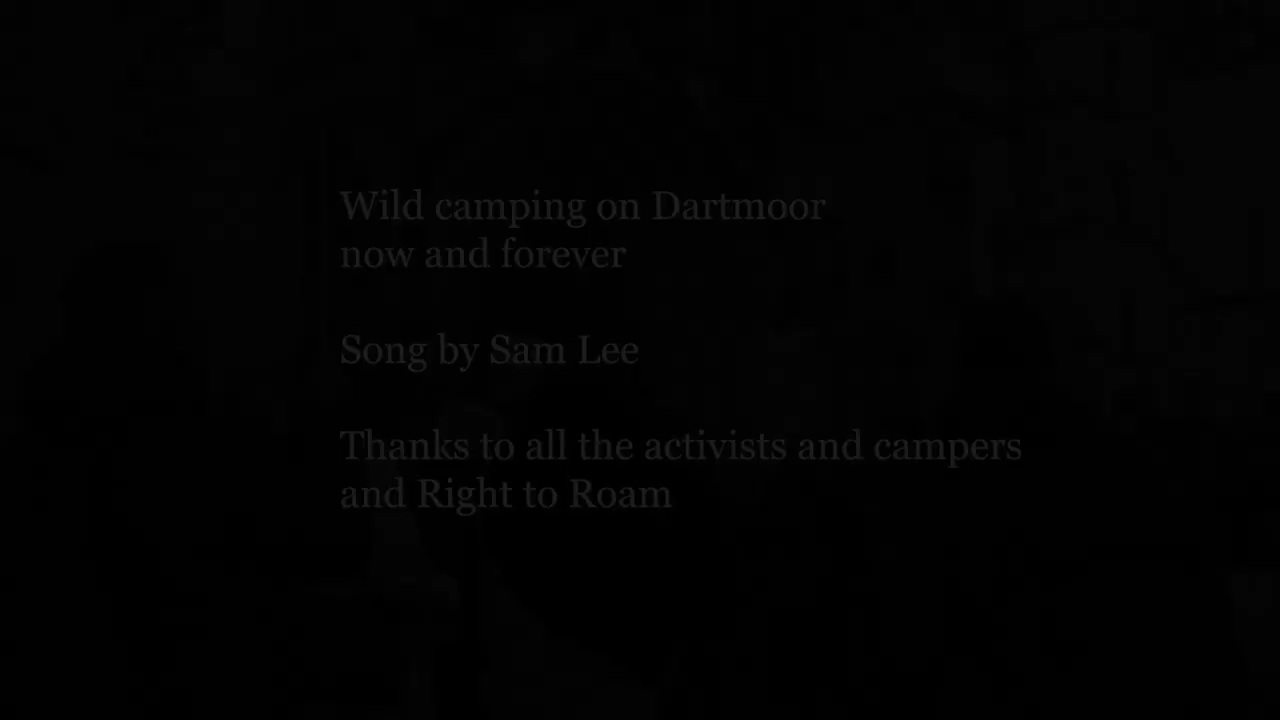 Wild camping on Dartmoor
now and forever
Song by Sam Lee
Thanks to all the activists and campers
and Right to Roam